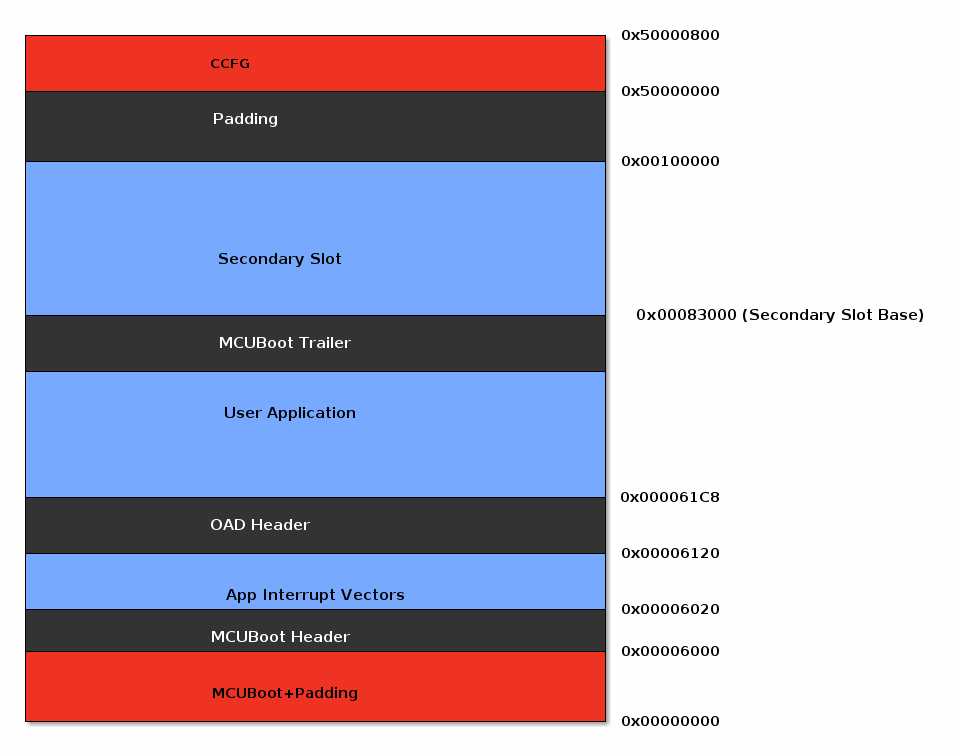 0x50000800
CCFG
0x50000000
Padding
0x00100000
Secondary Slot
0x00083000 (Secondary Slot Base)
MCUBoot Trailer
User Application
0x000061C8
OAD Header
0x00006120
App Interrupt Vectors
0x00006020
MCUBoot Header
0x00006000
MCUBoot+Padding
0x00000000